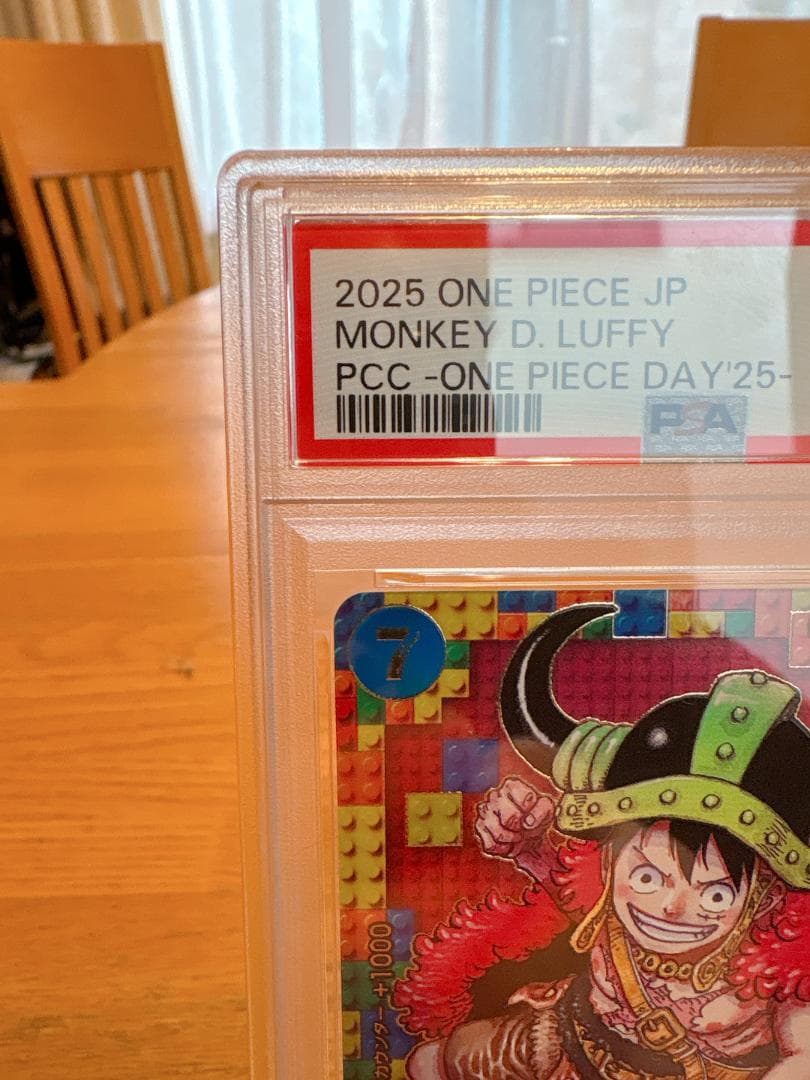 2025 ONE PIECE JP
MONKEY D. LUFFY
PCC -ONE PIECE DAY'25-
PSA
7
カウンター +1000